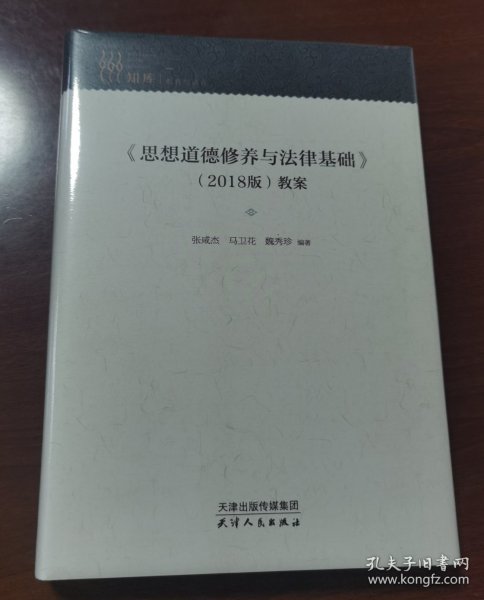 知库
《思想道德修养与法律基础》
（2018版）教案
张咸杰 马卫花 魏秀珍 编著
天津出版传媒集团
天津人民出版社
孔夫子旧书网
www.kongfz.com